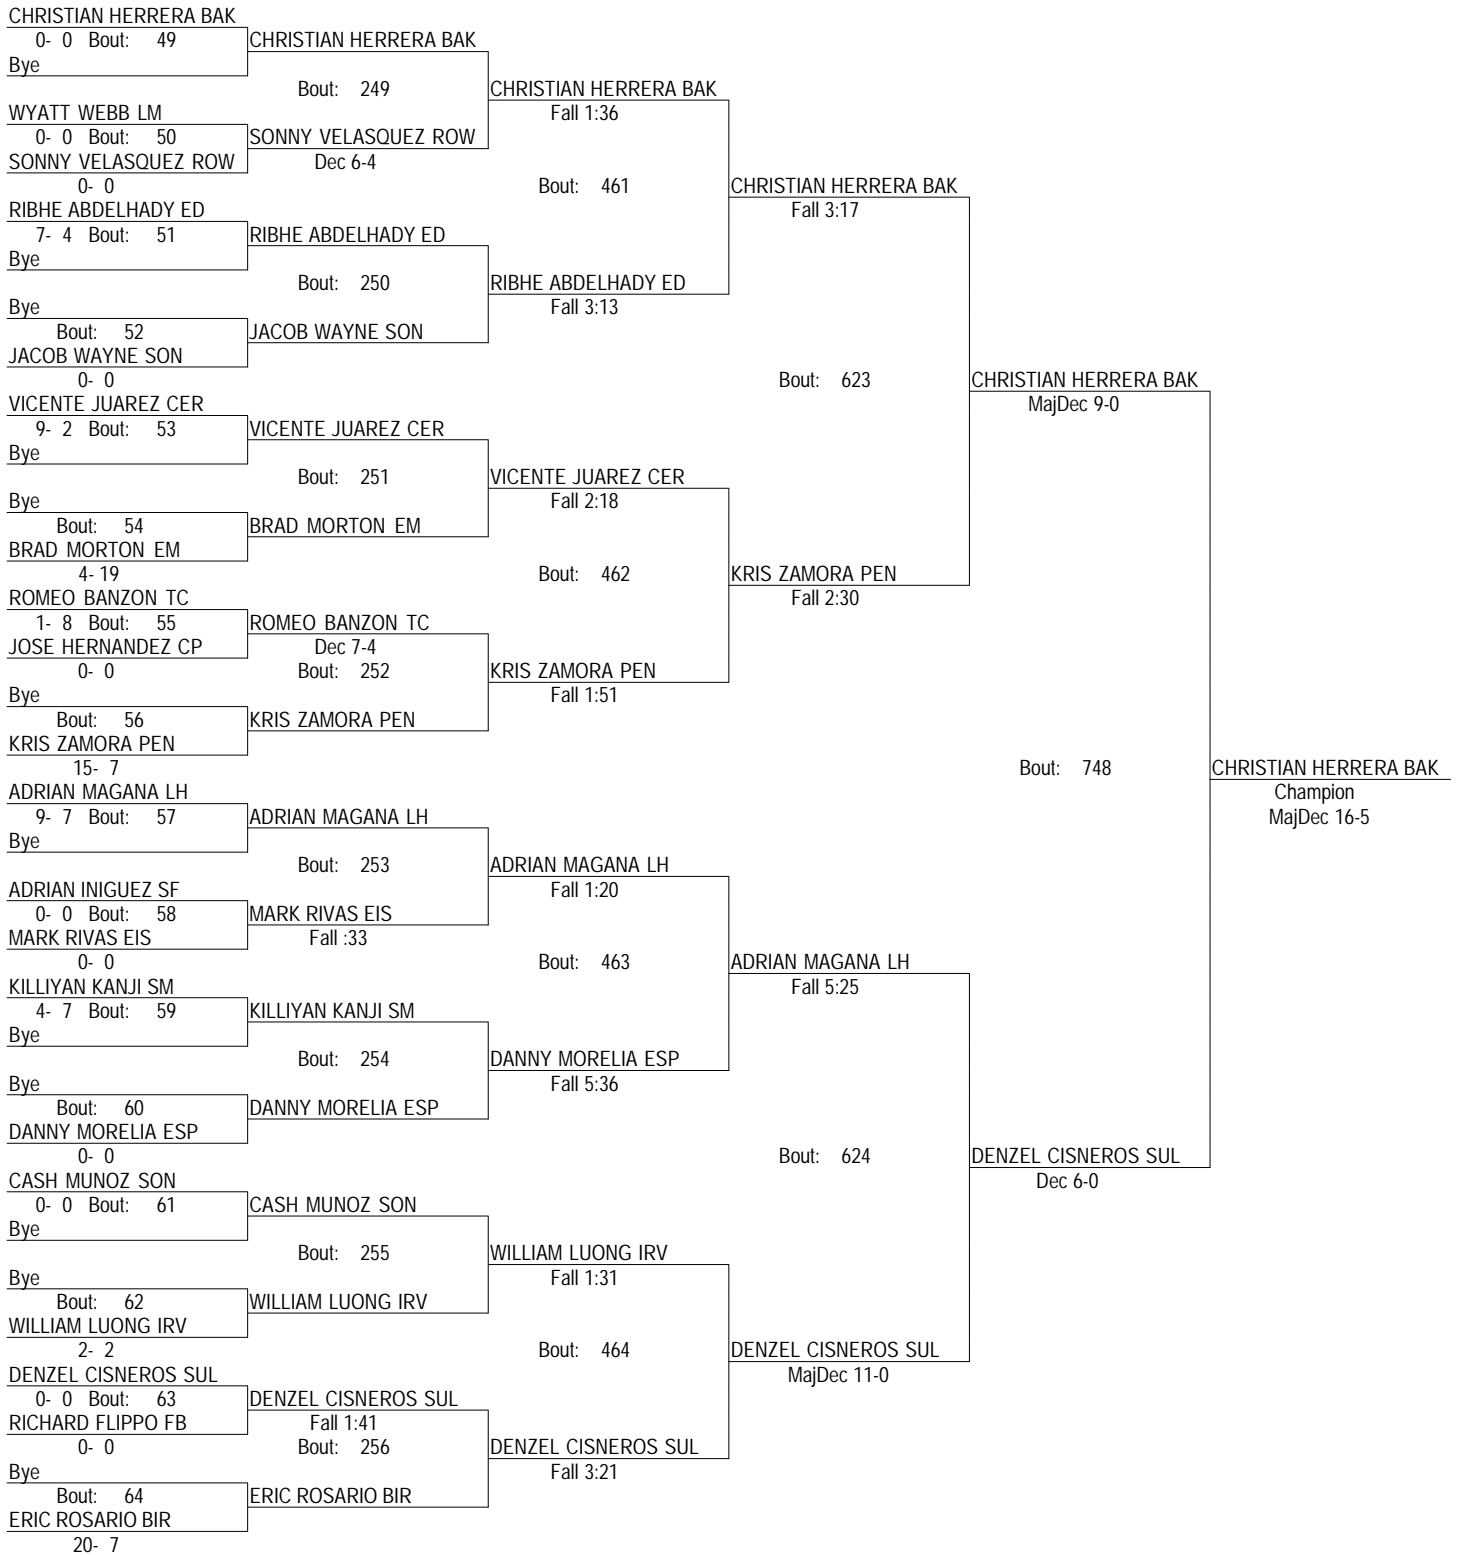 CHRISTIAN HERRERA BAK
0- 0 Bout: 49
CHRISTIAN HERRERA BAK
Bye
Bout: 249
CHRISTIAN HERRERA BAK
WYATT WEBB LM
Fall 1:36
0- 0 Bout: 50
SONNY VELASQUEZ ROW
SONNY VELASQUEZ ROW
Dec 6-4
0- 0
Bout: 461
CHRISTIAN HERRERA BAK
RIBHE ABDELHADY ED
Fall 3:17
7- 4 Bout: 51
RIBHE ABDELHADY ED
Bye
Bout: 250
RIBHE ABDELHADY ED
Bye
Fall 3:13
Bout: 52
JACOB WAYNE SON
JACOB WAYNE SON
0- 0
Bout: 623
CHRISTIAN HERRERA BAK
VICENTE JUAREZ CER
MajDec 9-0
9- 2 Bout: 53
VICENTE JUAREZ CER
Bye
Bout: 251
VICENTE JUAREZ CER
Bye
Fall 2:18
Bout: 54
BRAD MORTON EM
BRAD MORTON EM
4- 19
Bout: 462
KRIS ZAMORA PEN
ROMEO BANZON TC
Fall 2:30
1- 8 Bout: 55
ROMEO BANZON TC
JOSE HERNANDEZ CP
Dec 7-4
0- 0
Bout: 252
KRIS ZAMORA PEN
Bye
Fall 1:51
Bout: 56
KRIS ZAMORA PEN
KRIS ZAMORA PEN
15- 7
Bout: 748
CHRISTIAN HERRERA BAK
ADRIAN MAGANA LH
Champion
9- 7 Bout: 57
ADRIAN MAGANA LH
MajDec 16-5
Bye
Bout: 253
ADRIAN MAGANA LH
ADRIAN INIGUEZ SF
Fall 1:20
0- 0 Bout: 58
MARK RIVAS EIS
MARK RIVAS EIS
Fall :33
0- 0
Bout: 463
ADRIAN MAGANA LH
KILLIYAN KANJI SM
Fall 5:25
4- 7 Bout: 59
KILLIYAN KANJI SM
Bye
Bout: 254
DANNY MORELIA ESP
Bye
Fall 5:36
Bout: 60
DANNY MORELIA ESP
DANNY MORELIA ESP
0- 0
Bout: 624
DENZEL CISNEROS SUL
CASH MUNOZ SON
Dec 6-0
0- 0 Bout: 61
CASH MUNOZ SON
Bye
Bout: 255
WILLIAM LUONG IRV
Bye
Fall 1:31
Bout: 62
WILLIAM LUONG IRV
WILLIAM LUONG IRV
2- 2
Bout: 464
DENZEL CISNEROS SUL
DENZEL CISNEROS SUL
MajDec 11-0
0- 0 Bout: 63
DENZEL CISNEROS SUL
RICHARD FLIPPO FB
Fall 1:41
0- 0
Bout: 256
DENZEL CISNEROS SUL
Bye
Fall 3:21
Bout: 64
ERIC ROSARIO BIR
ERIC ROSARIO BIR
20- 7